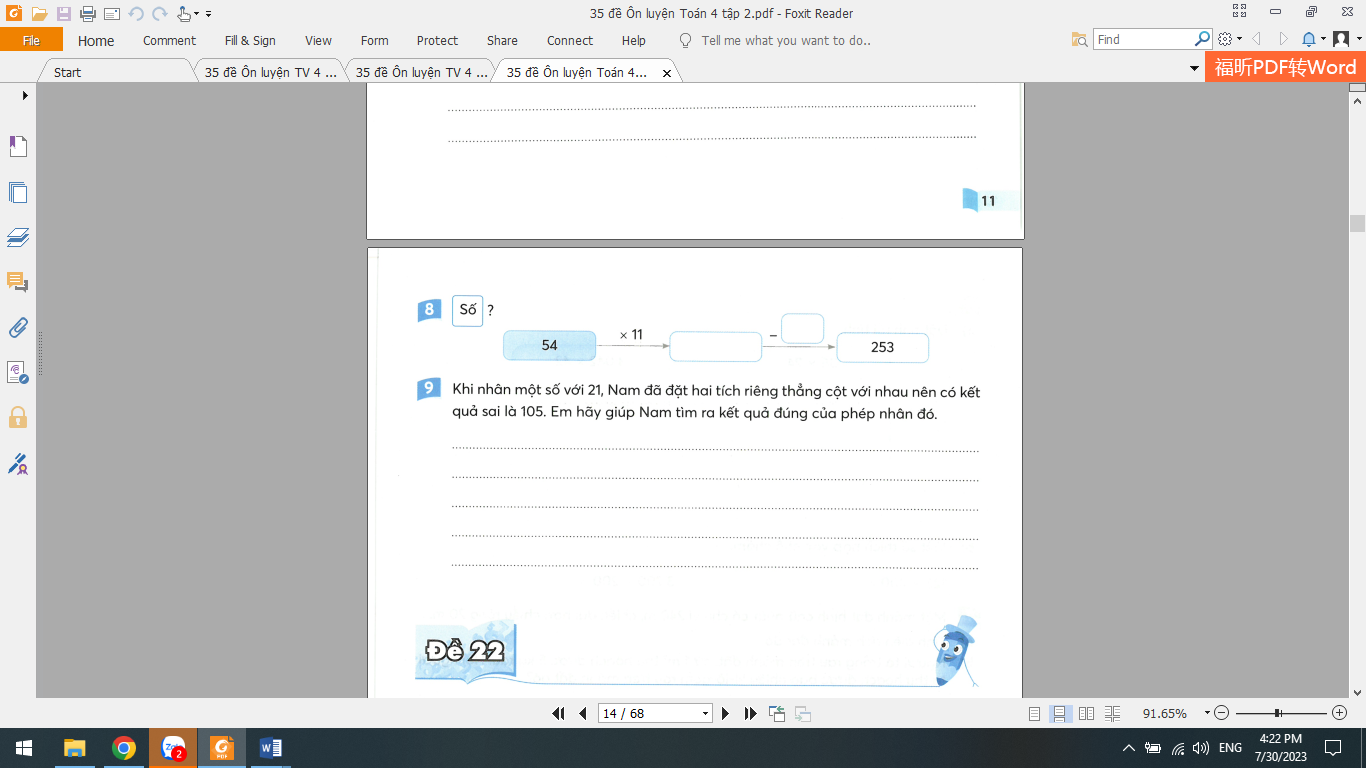 35 đề Ôn luyện Toán 4 tập 2.pdf - Foxit Reader
File Home Comment Fill & Sign View Form Protect Share Connect Help Tell me what you want to do.. Find
Start 35 đề Ôn luyện TV 4 ... 35 đề Ôn luyện TV 4 ... 35 đề Ôn luyện Toán 4... 福昕PDF转Word
11
8 Số ?
54 × 11 – 253
9 Khi nhân một số với 21, Nam đã đặt hai tích riêng thẳng cột với nhau nên có kết
quả sai là 105. Em hãy giúp Nam tìm ra kết quả đúng của phép nhân đó.
Đề 22
14 / 68 91.65%
Zalo 2 PDF W ENG 4:22 PM
7/30/2023